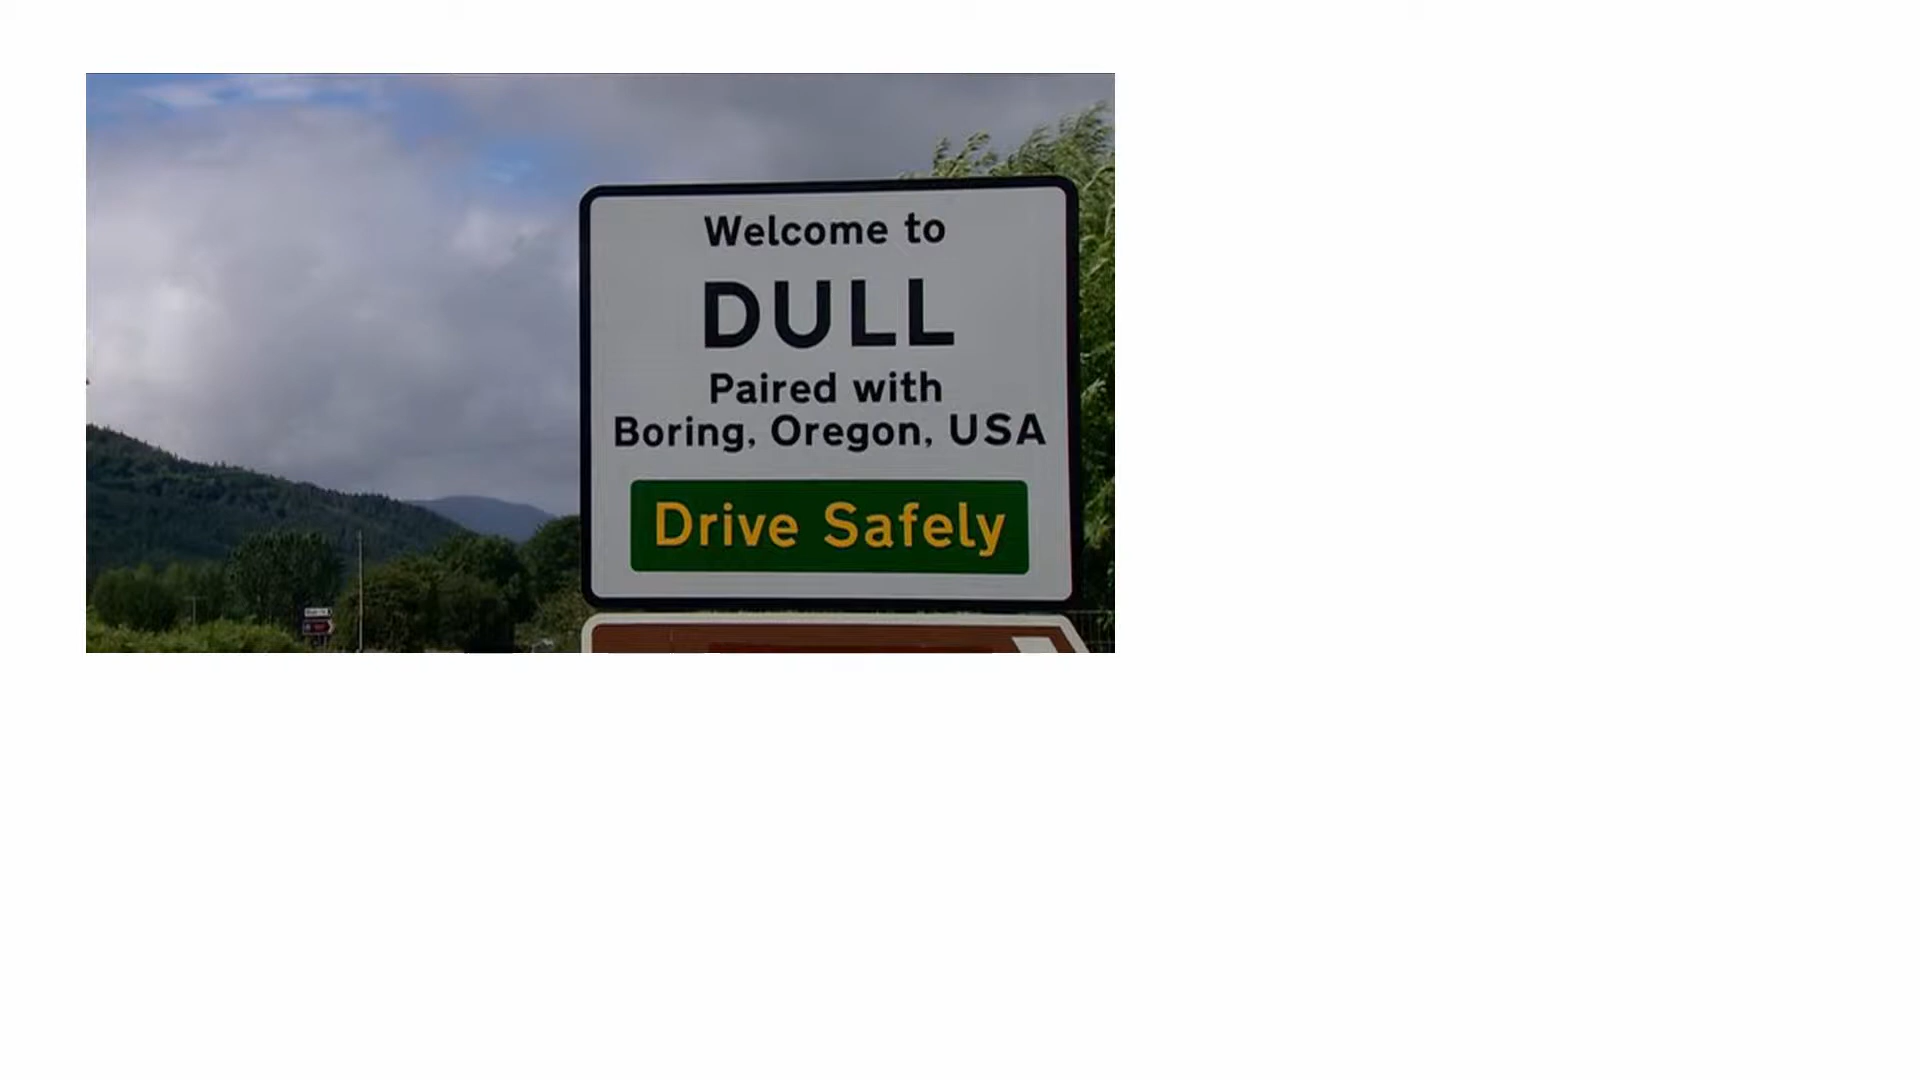 Welcome to
DULL
Paired with
Boring, Oregon, USA
Drive Safely